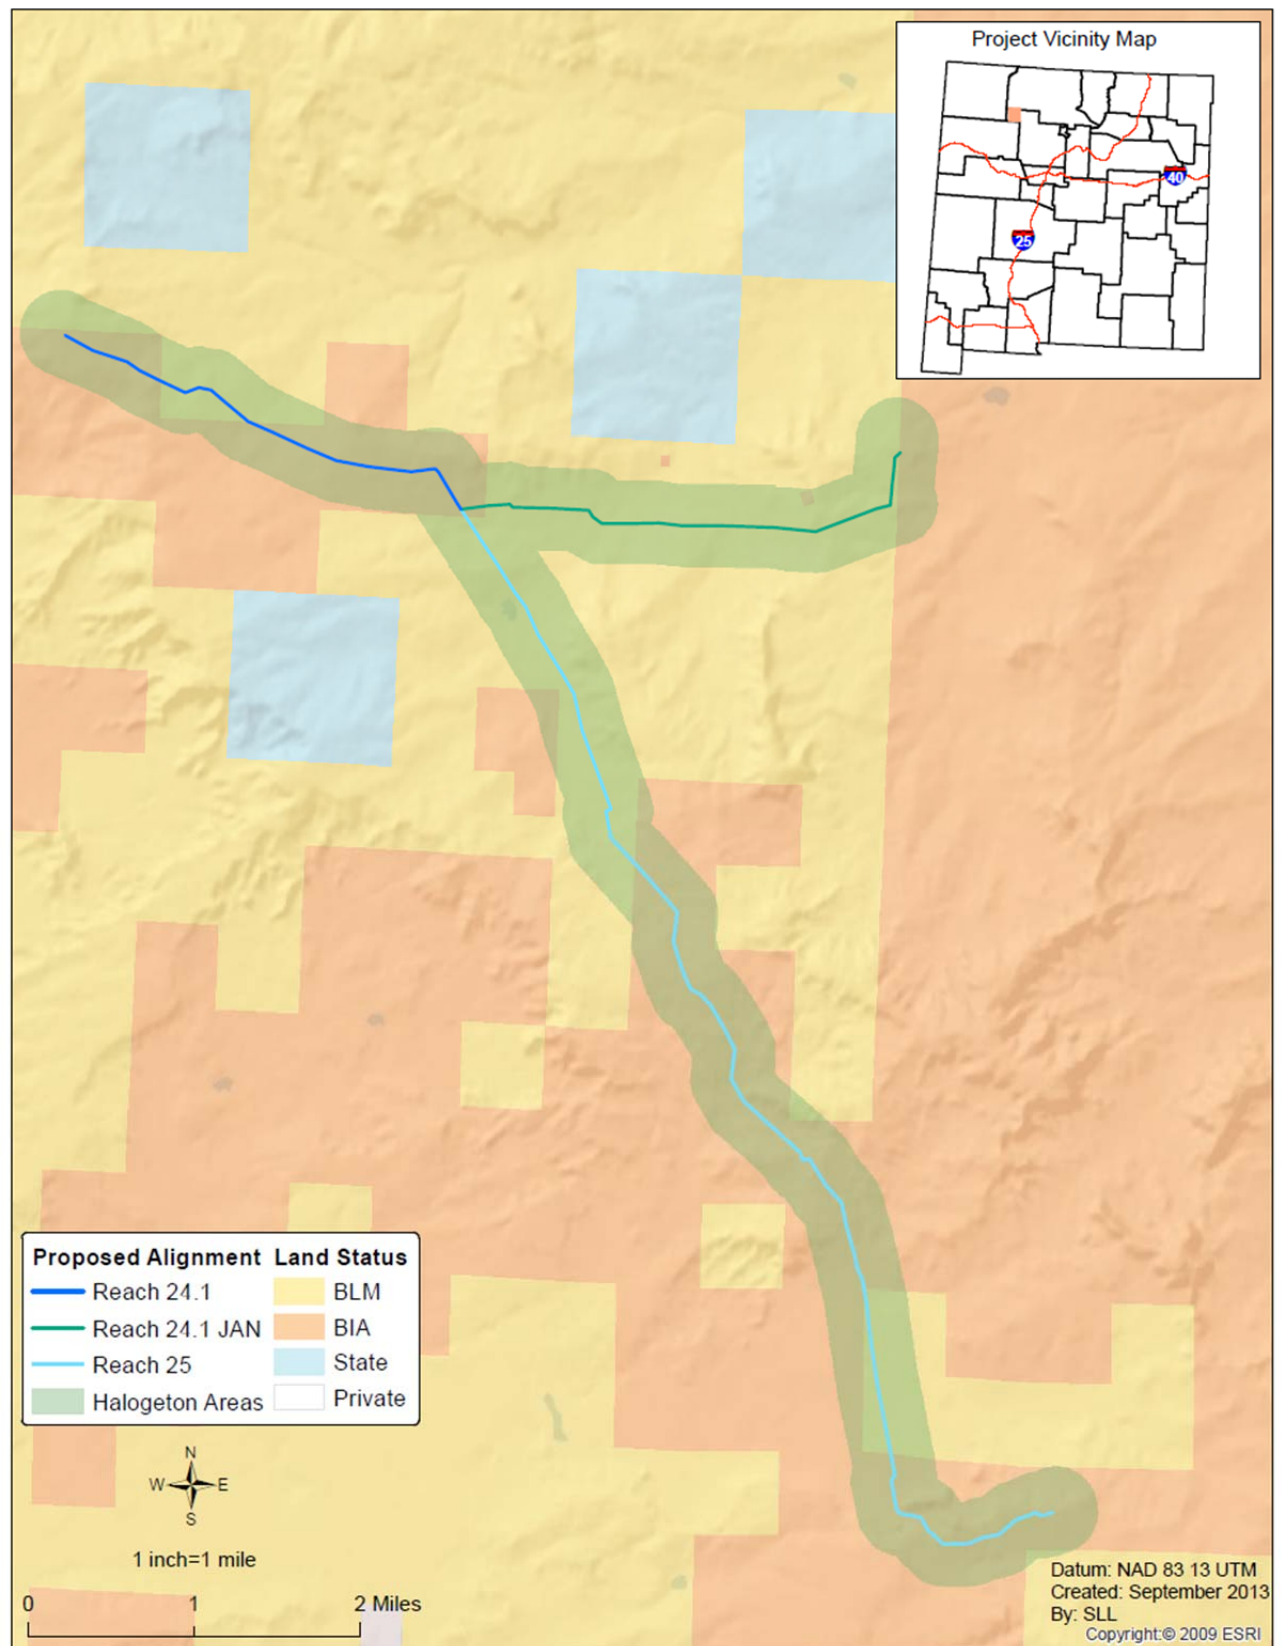 Project Vicinity Map
40
25
Proposed Alignment
Reach 24.1
Reach 24.1 JAN
Reach 25
Halogeton Areas
Land Status
BLM
BIA
State
Private
N
W E
S
1 inch=1 mile
0 1 2 Miles
Datum: NAD 83 13 UTM
Created: September 2013
By: SLL
Copyright:© 2009 ESRI